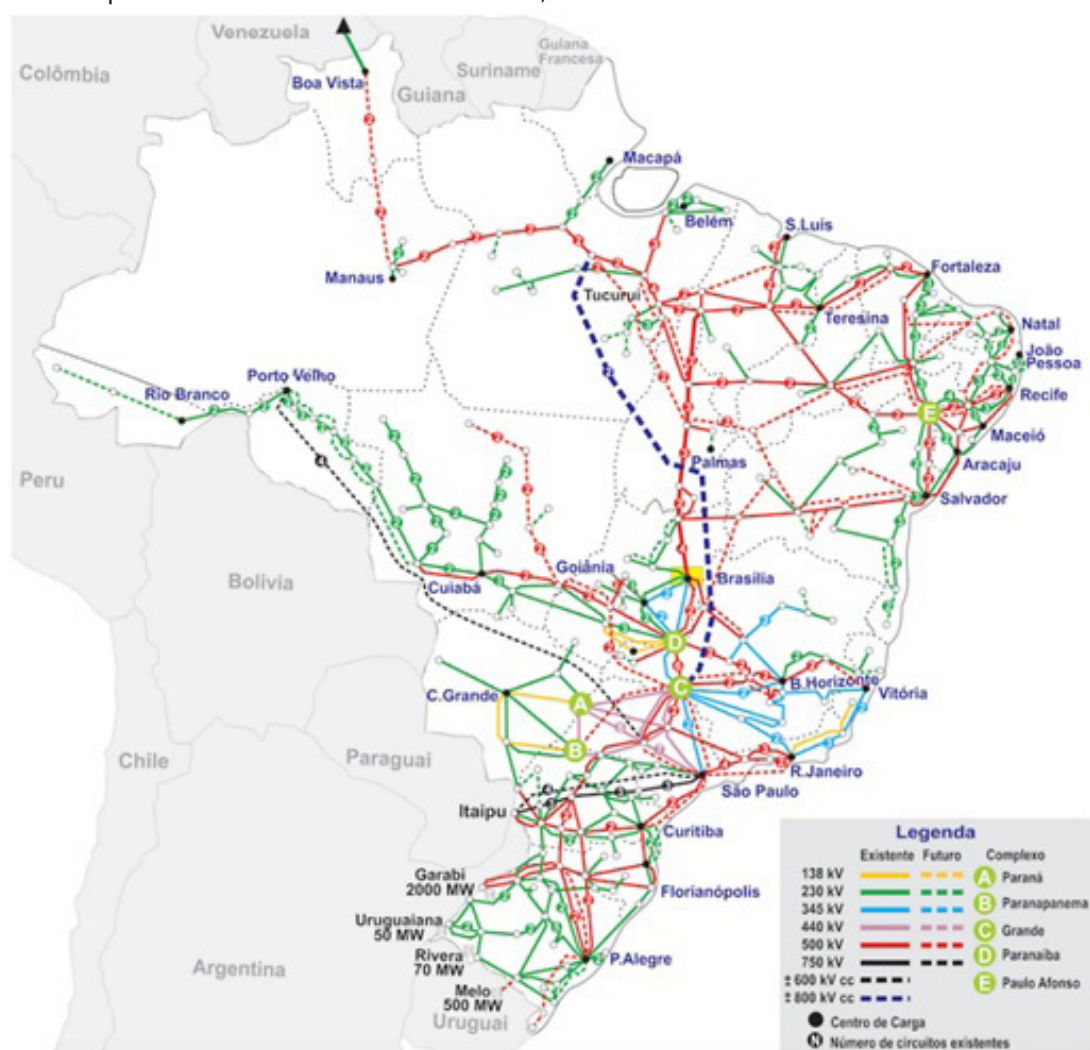 Venezuela
Guiana
Francesa
Colômbia
Suriname
Boa Vista
Guiana
Macapá
Belém
S.Luis
Manaus
Fortaleza
Tucuruí
Teresina
Natal
João
Pessoa
Porto Velho
Rio Branco
Recife
E
Maceió
Palmas
Aracaju
Peru
Salvador
Goiânia
Brasília
Bolívia
Cuiabá
D
C
B.Horizonte
Vitória
C.Grande
A
B
Chile
Paraguai
R.Janeiro
São Paulo
Itaipu
Curitiba
Garabi
2000 MW
Florianópolis
Uruguaiana
50 MW
Rivera
70 MW
P.Alegre
Argentina
Melo
500 MW
Uruguai
Legenda
Existente Futuro Complexo
138 kV A Paraná
230 kV
345 kV B Paranapanema
440 kV C Grande
500 kV D Paranaiba
750 kV
± 600 kV cc E Paulo Afonso
± 800 kV cc
Centro de Carga
N Número de circuitos existentes